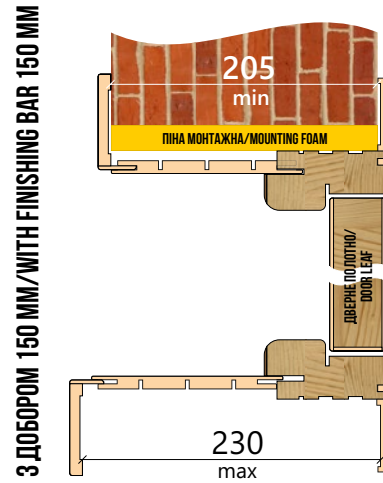 З ДОБОРОМ 150 ММ/WITH FINISHING BAR 150 ММ
205
min
ПІНА МОНТАЖНА/MOUNTING FOAM
ДВЕРНЕ ПОЛОТНО/
DOOR LEAF
230
max